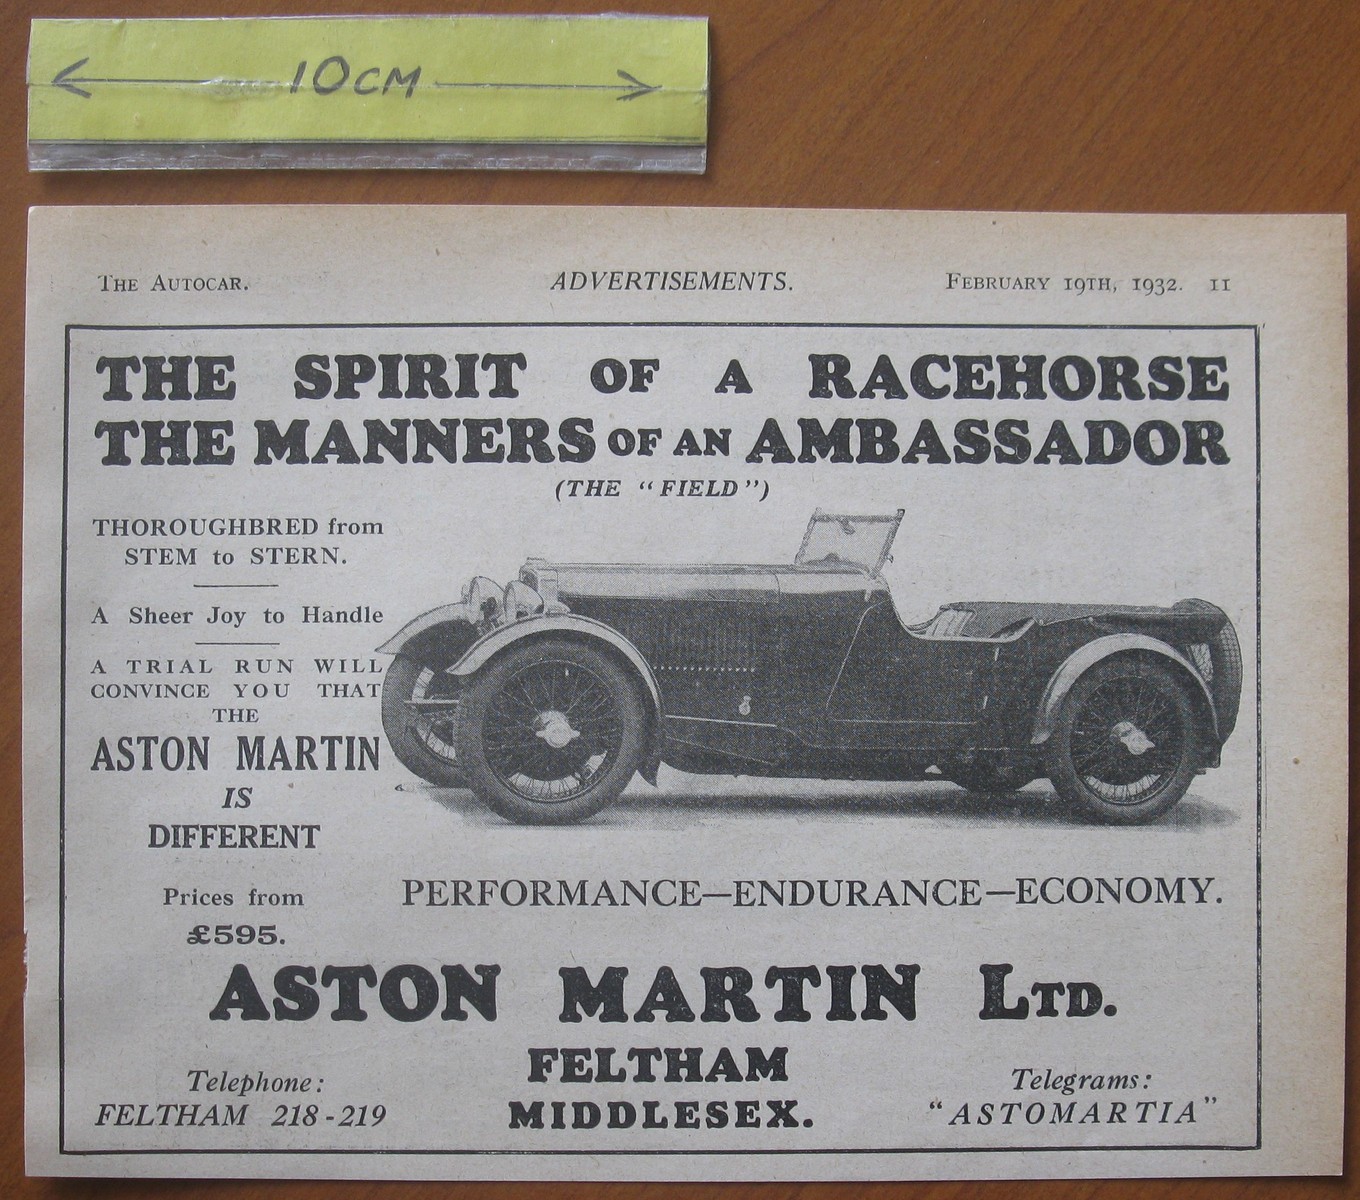 10CM
THE AUTOCAR. ADVERTISEMENTS. FEBRUARY 19TH, 1932. 11
THE SPIRIT OF A RACEHORSE
THE MANNERS OF AN AMBASSADOR
(THE "FIELD")
THOROUGHBRED from
STEM to STERN.
A Sheer Joy to Handle
A TRIAL RUN WILL
CONVINCE YOU THAT
THE
ASTON MARTIN
IS
DIFFERENT
Prices from
£595.
PERFORMANCE—ENDURANCE—ECONOMY.
ASTON MARTIN LTD.
FELTHAM
MIDDLESEX.
Telephone:
FELTHAM 218-219
Telegrams:
"ASTOMARTIA"